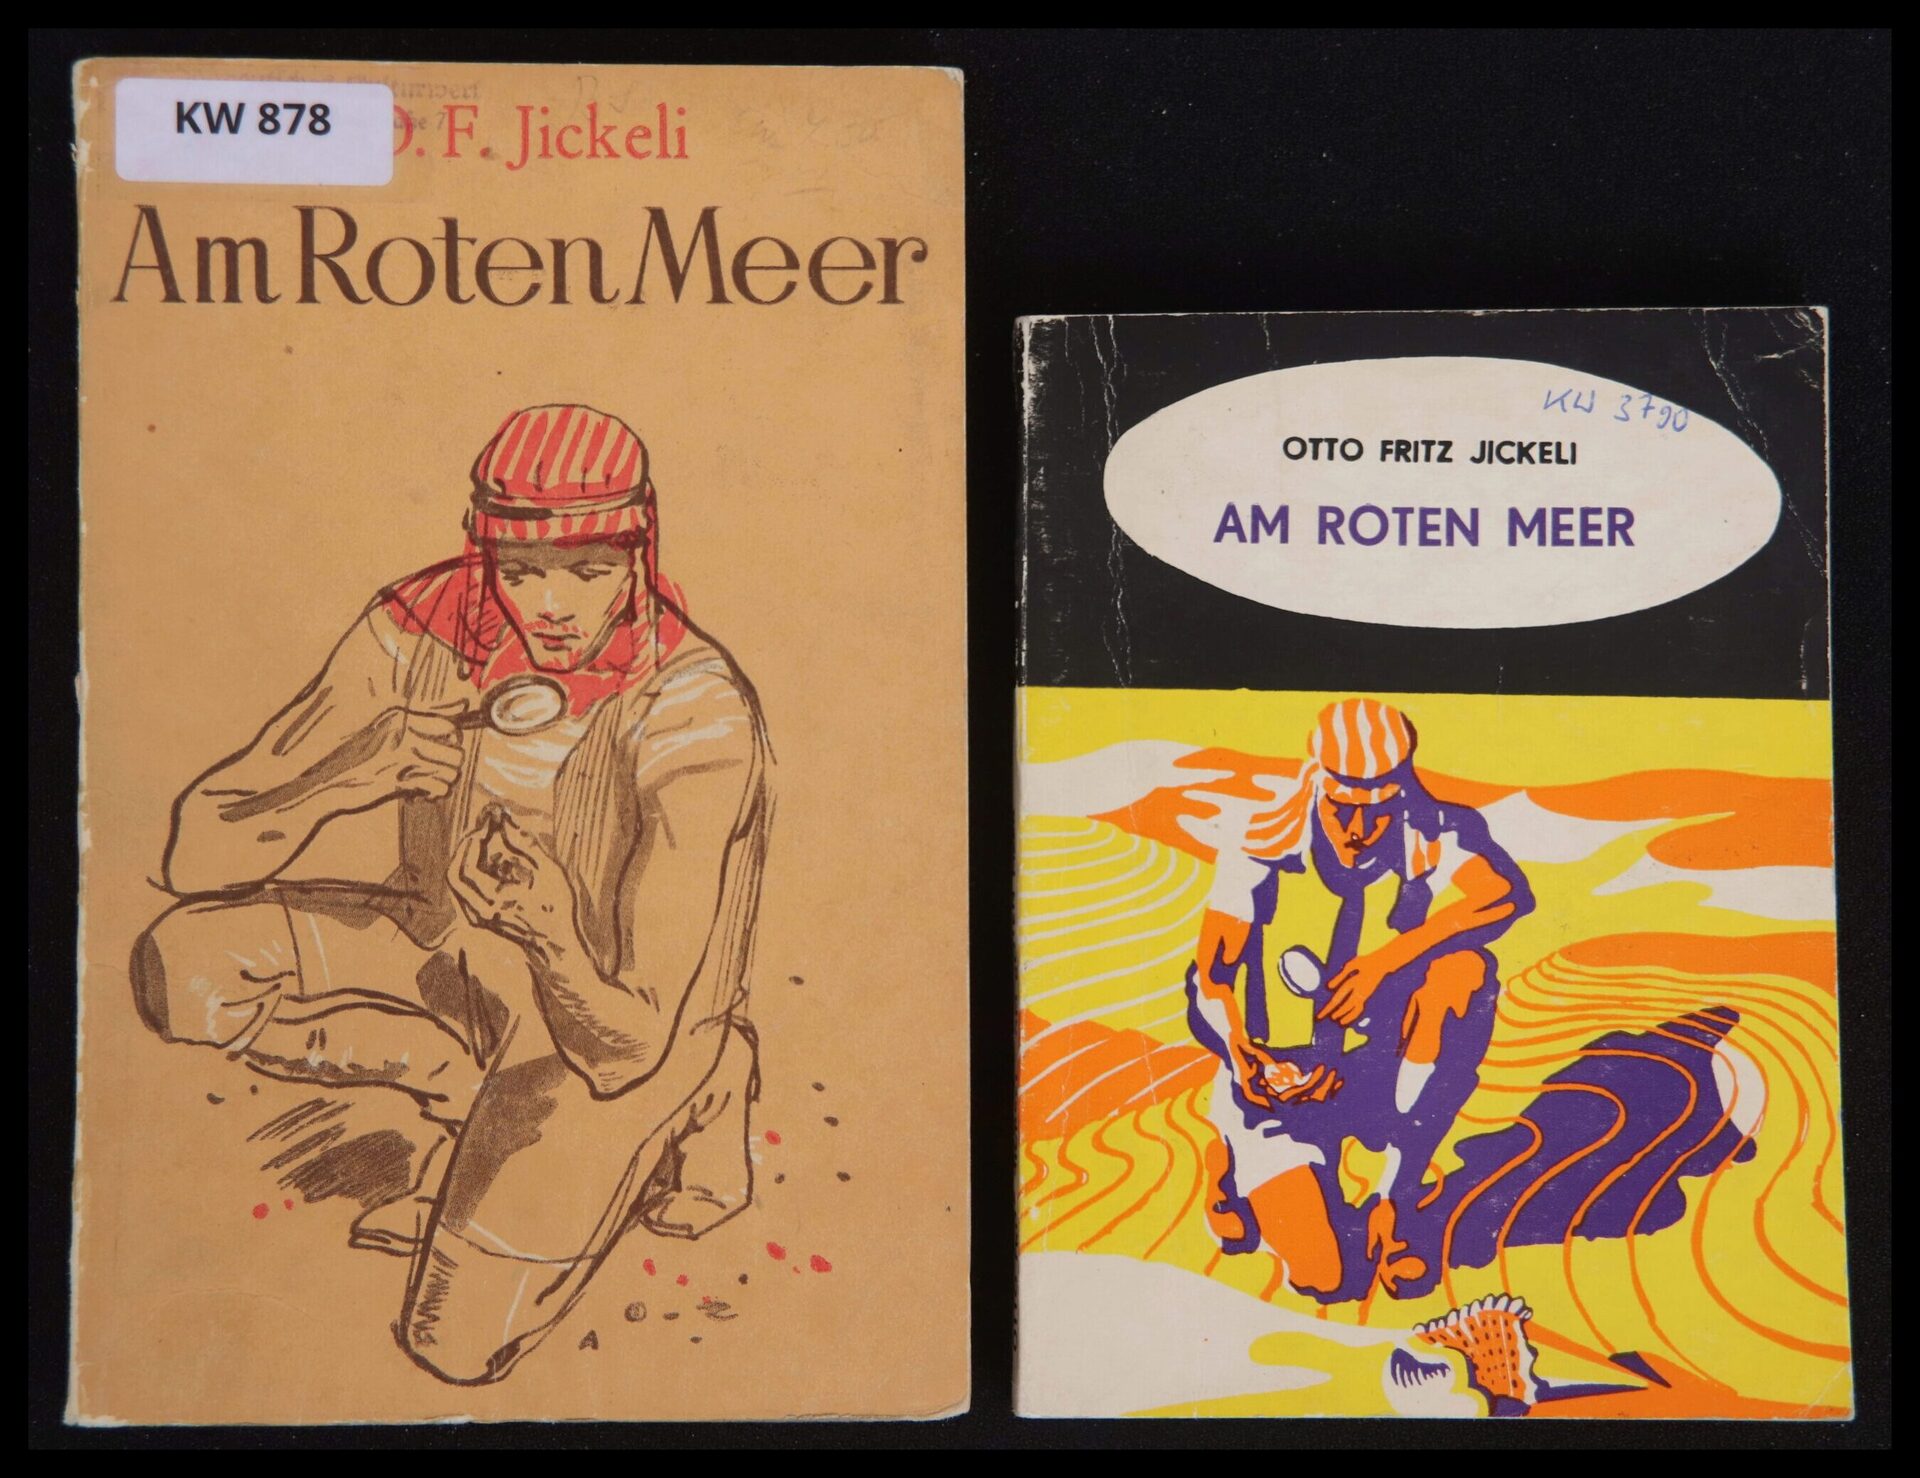 KW 878
O. F. Jickeli
Am Roten Meer
KW 3790
OTTO FRITZ JICKELI
AM ROTEN MEER